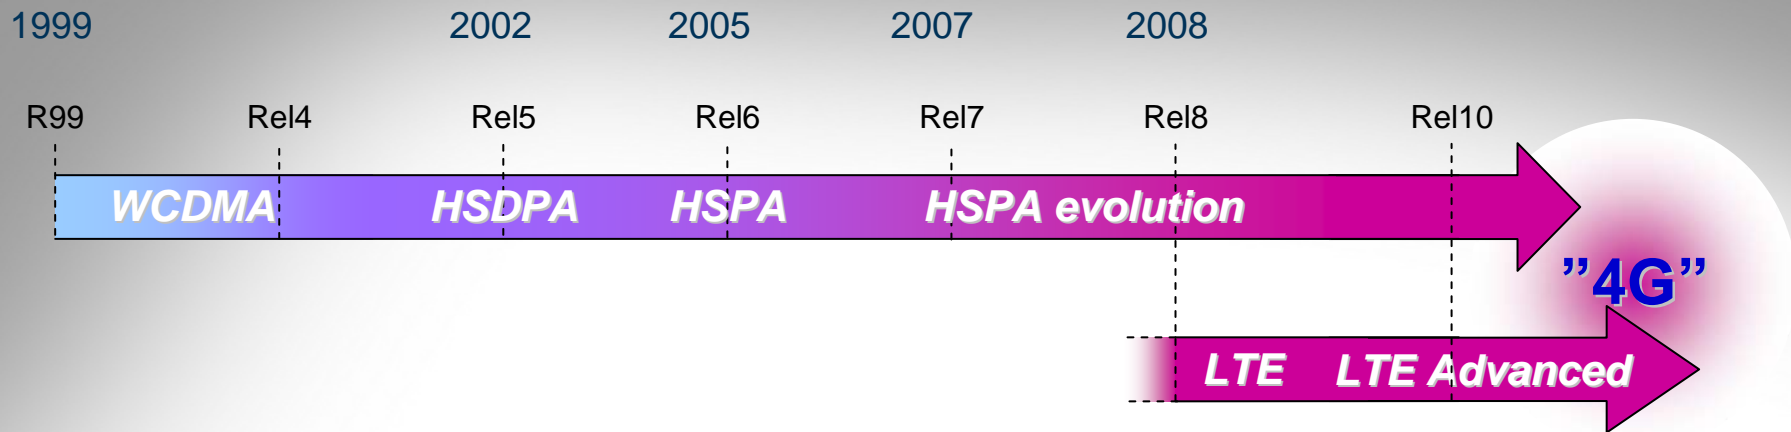 1999 2002 2005 2007 2008
R99 Rel4 Rel5 Rel6 Rel7 Rel8 Rel10
WCDMA HSDPA HSPA HSPA evolution
”4G”
LTE LTE Advanced